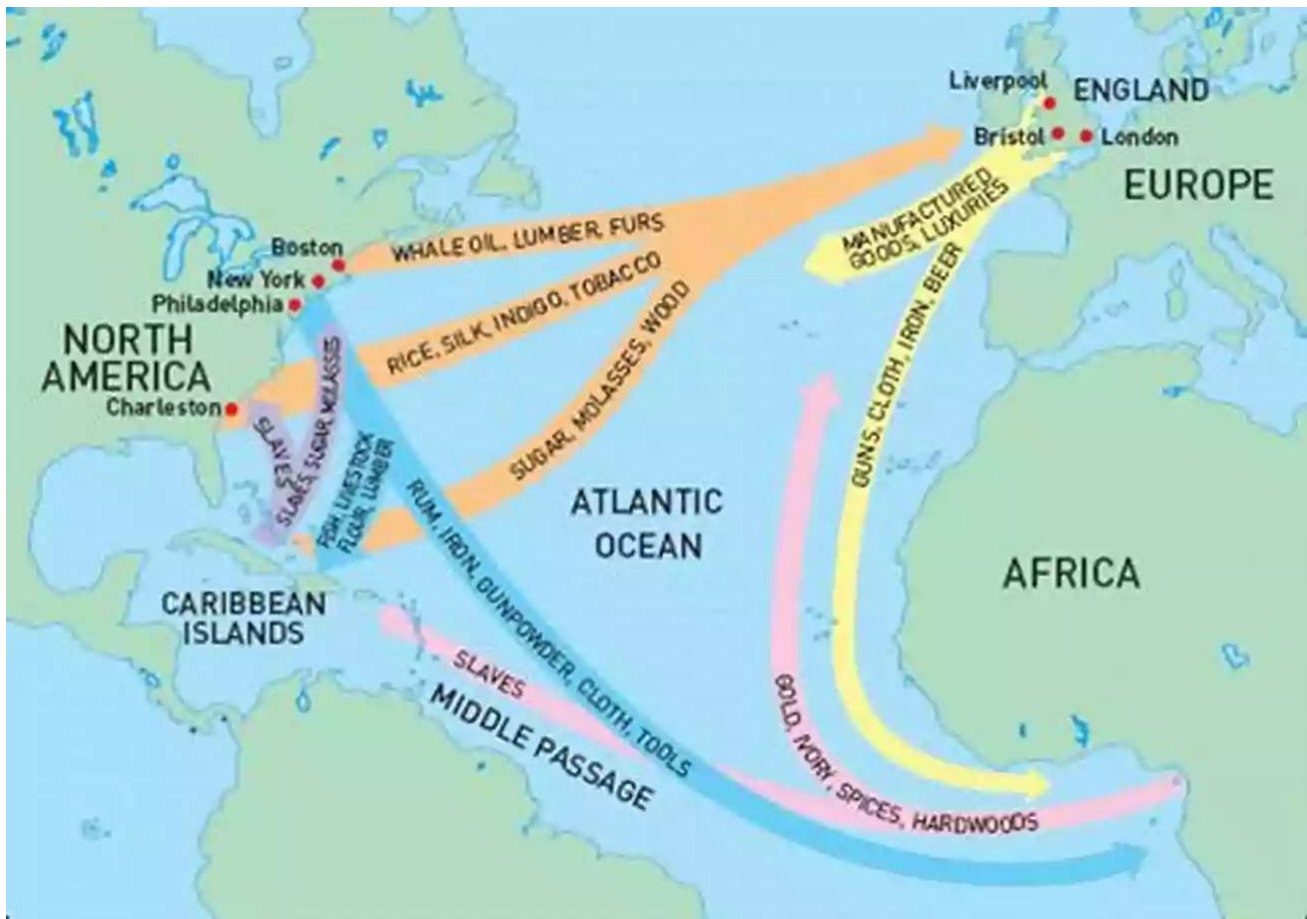 Liverpool
ENGLAND
Bristol
London
EUROPE
MANUFACTURED
GOODS, LUXURIES
WHALE OIL, LUMBER, FURS
Boston
New York
Philadelphia
RICE, SILK, INDIGO, TOBACCO
NORTH
AMERICA
Charleston
SUGAR, MOLASSES, WOOD
GUNS, CLOTH, IRON, BEER
SLAVES
SLAVES, SUGAR, MOLASSES
FISH, LIVESTOCK
FLOUR, LUMBER
RUM, IRON, GUNPOWDER, CLOTH, TOOLS
ATLANTIC
OCEAN
AFRICA
CARIBBEAN
ISLANDS
SLAVES
MIDDLE PASSAGE
GOLD, IVORY, SPICES, HARDWOODS